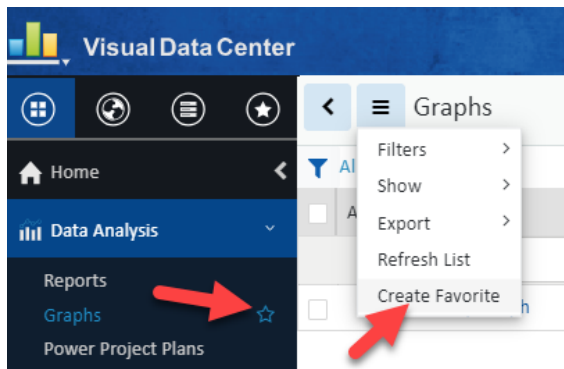 Visual Data Center
Graphs
Home
Al
Filters
Show
Export
Refresh List
Create Favorite
A
h
Data Analysis
Reports
Graphs
Power Project Plans